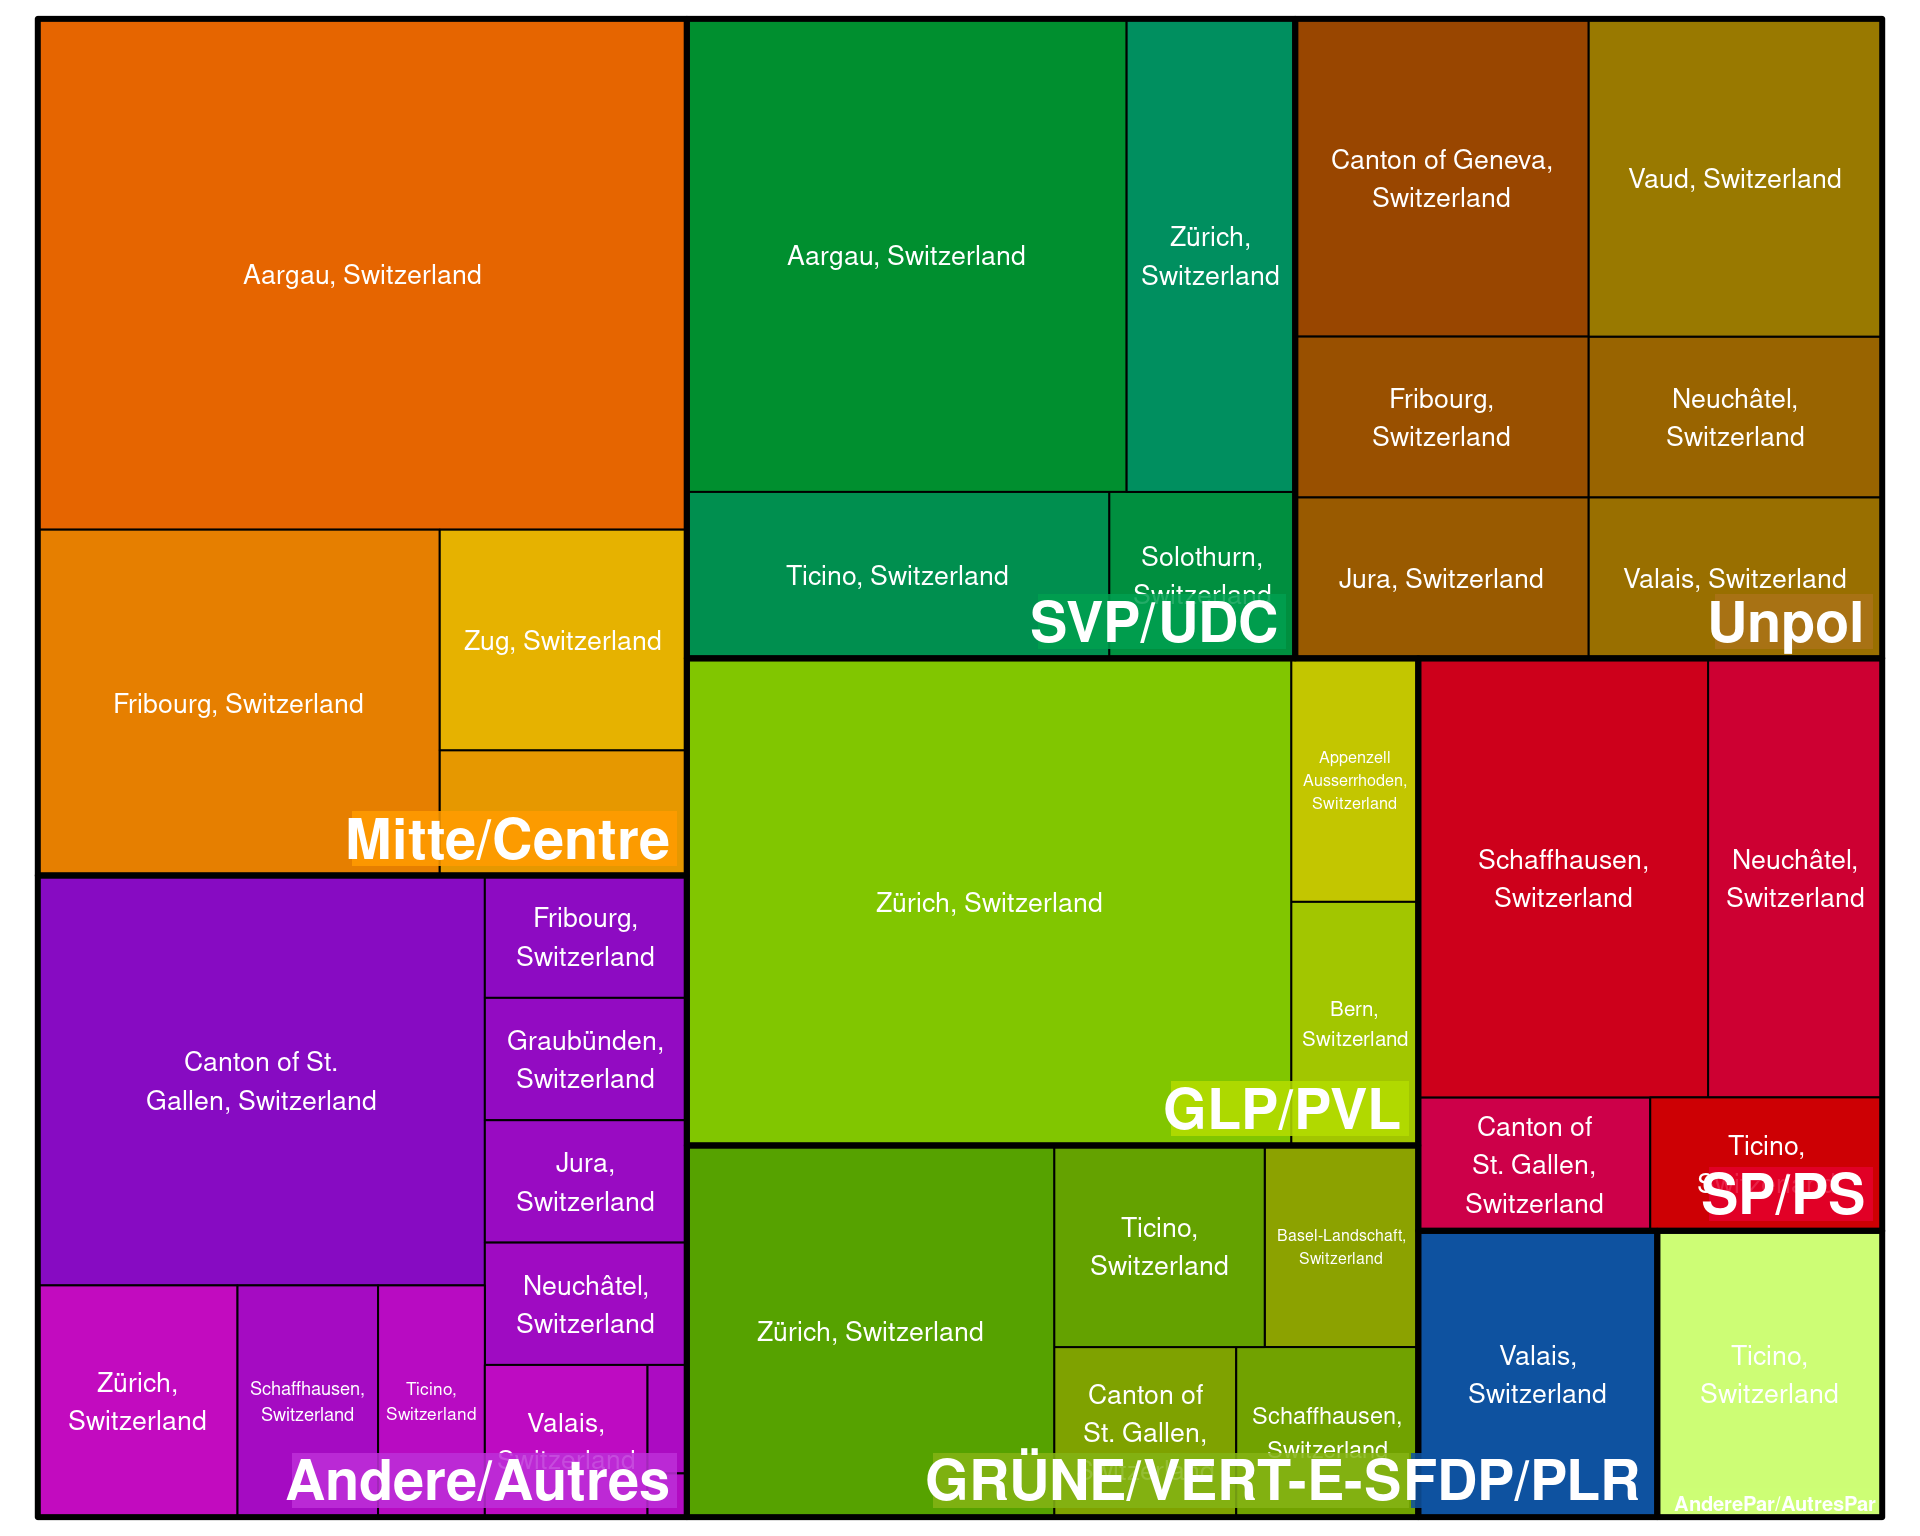 Aargau, Switzerland
Fribourg, Switzerland
Zug, Switzerland
Mitte/Centre
Aargau, Switzerland
Zürich,
Switzerland
Ticino, Switzerland
Solothurn,
Switzerland
SVP/UDC
Canton of Geneva,
Switzerland
Vaud, Switzerland
Fribourg,
Switzerland
Neuchâtel,
Switzerland
Jura, Switzerland
Valais, Switzerland
Unpol
Canton of St.
Gallen, Switzerland
Fribourg,
Switzerland
Graubünden,
Switzerland
Jura,
Switzerland
Neuchâtel,
Switzerland
Zürich,
Switzerland
Schaffhausen,
Switzerland
Ticino,
Switzerland
Valais,
Switzerland
Andere/Autres
Zürich, Switzerland
Appenzell
Ausserrhoden,
Switzerland
Bern,
Switzerland
GLP/PVL
Schaffhausen,
Switzerland
Neuchâtel,
Switzerland
Canton of
St. Gallen,
Switzerland
Ticino,
SP/PS
Zürich, Switzerland
Ticino,
Switzerland
Basel-Landschaft,
Switzerland
Canton of
St. Gallen,
Switzerland
Schaffhausen,
Switzerland
GRÜNE/VERT-E-S
Valais,
Switzerland
FDP/PLR
Ticino,
Switzerland
AnderePar/AutresPar